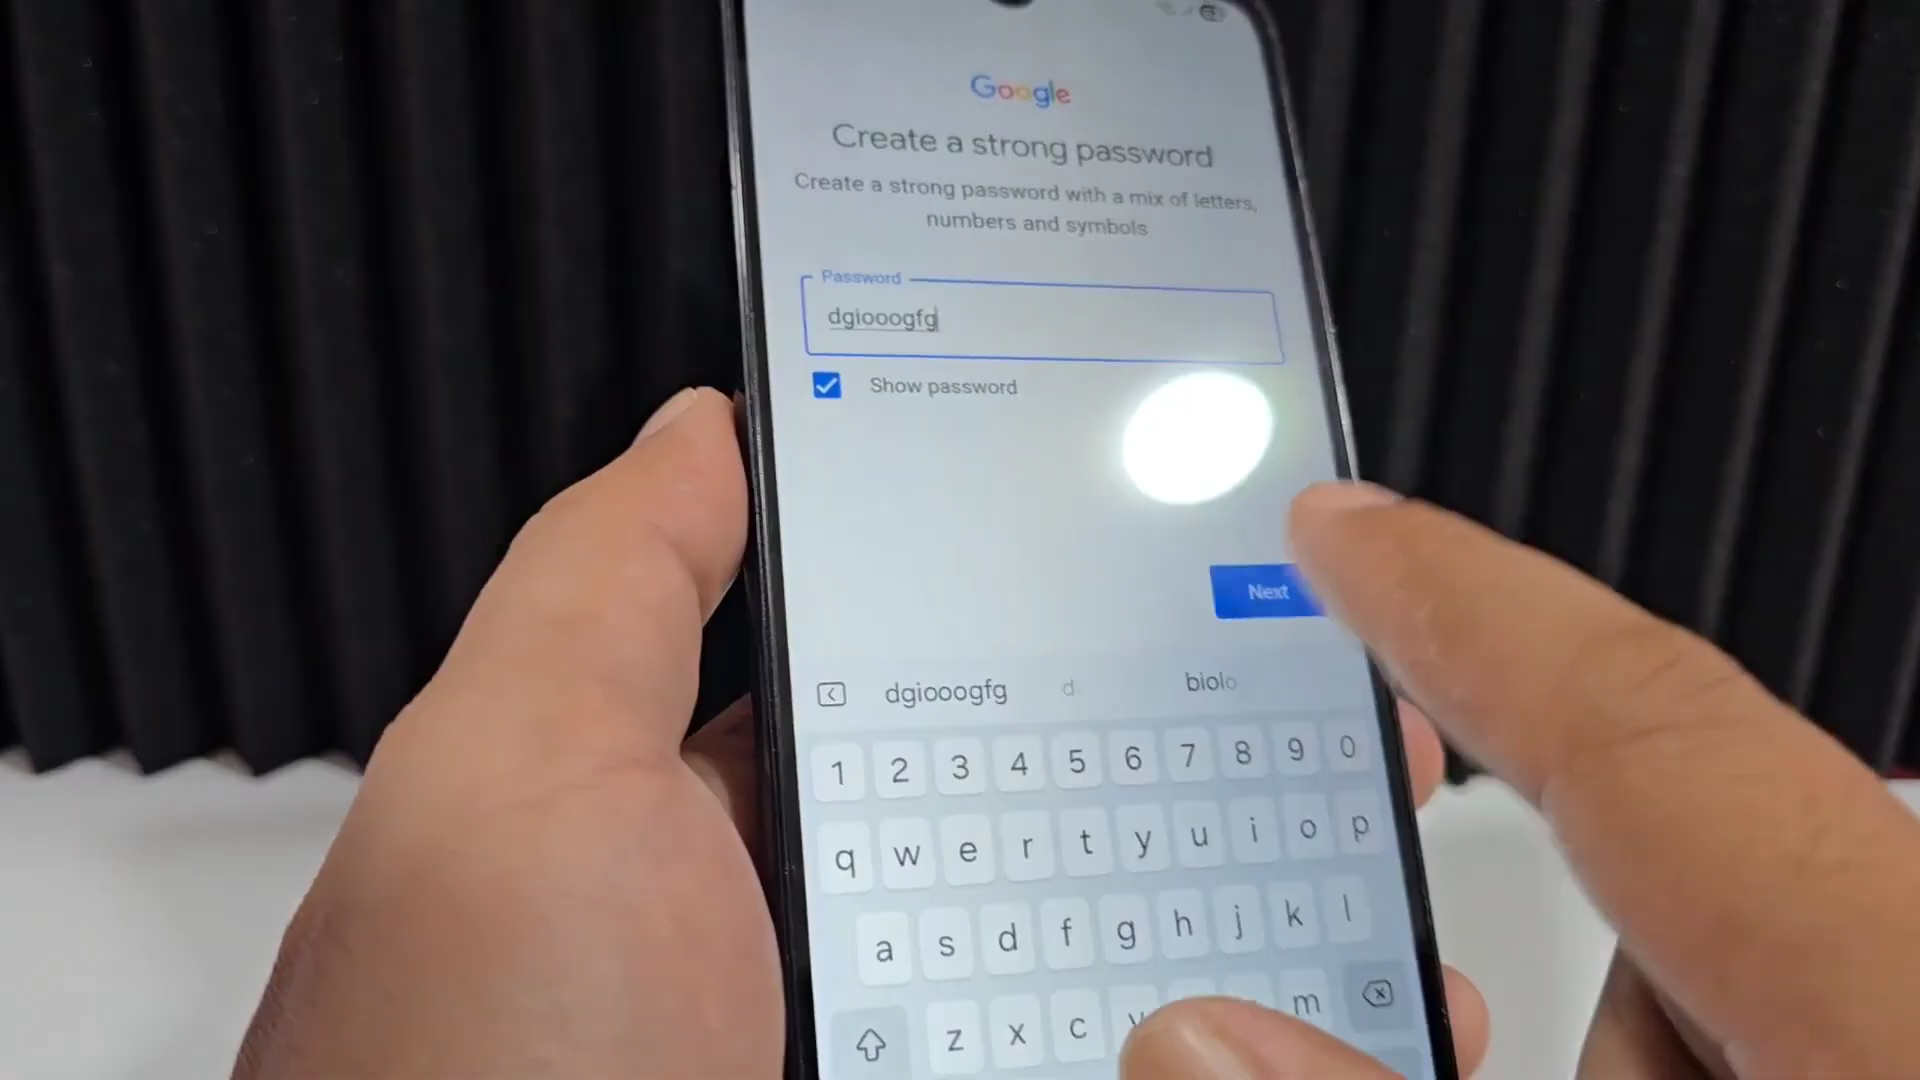 Google
Create a strong password
Create a strong password with a mix of letters,
numbers and symbols
Password
dgiooogfg
Show password
Next
dgiooogfg d biolo
1 2 3 4 5 6 7 8 9 0
q w e r t y u i o p
a s d f g h j k l
z x c v m